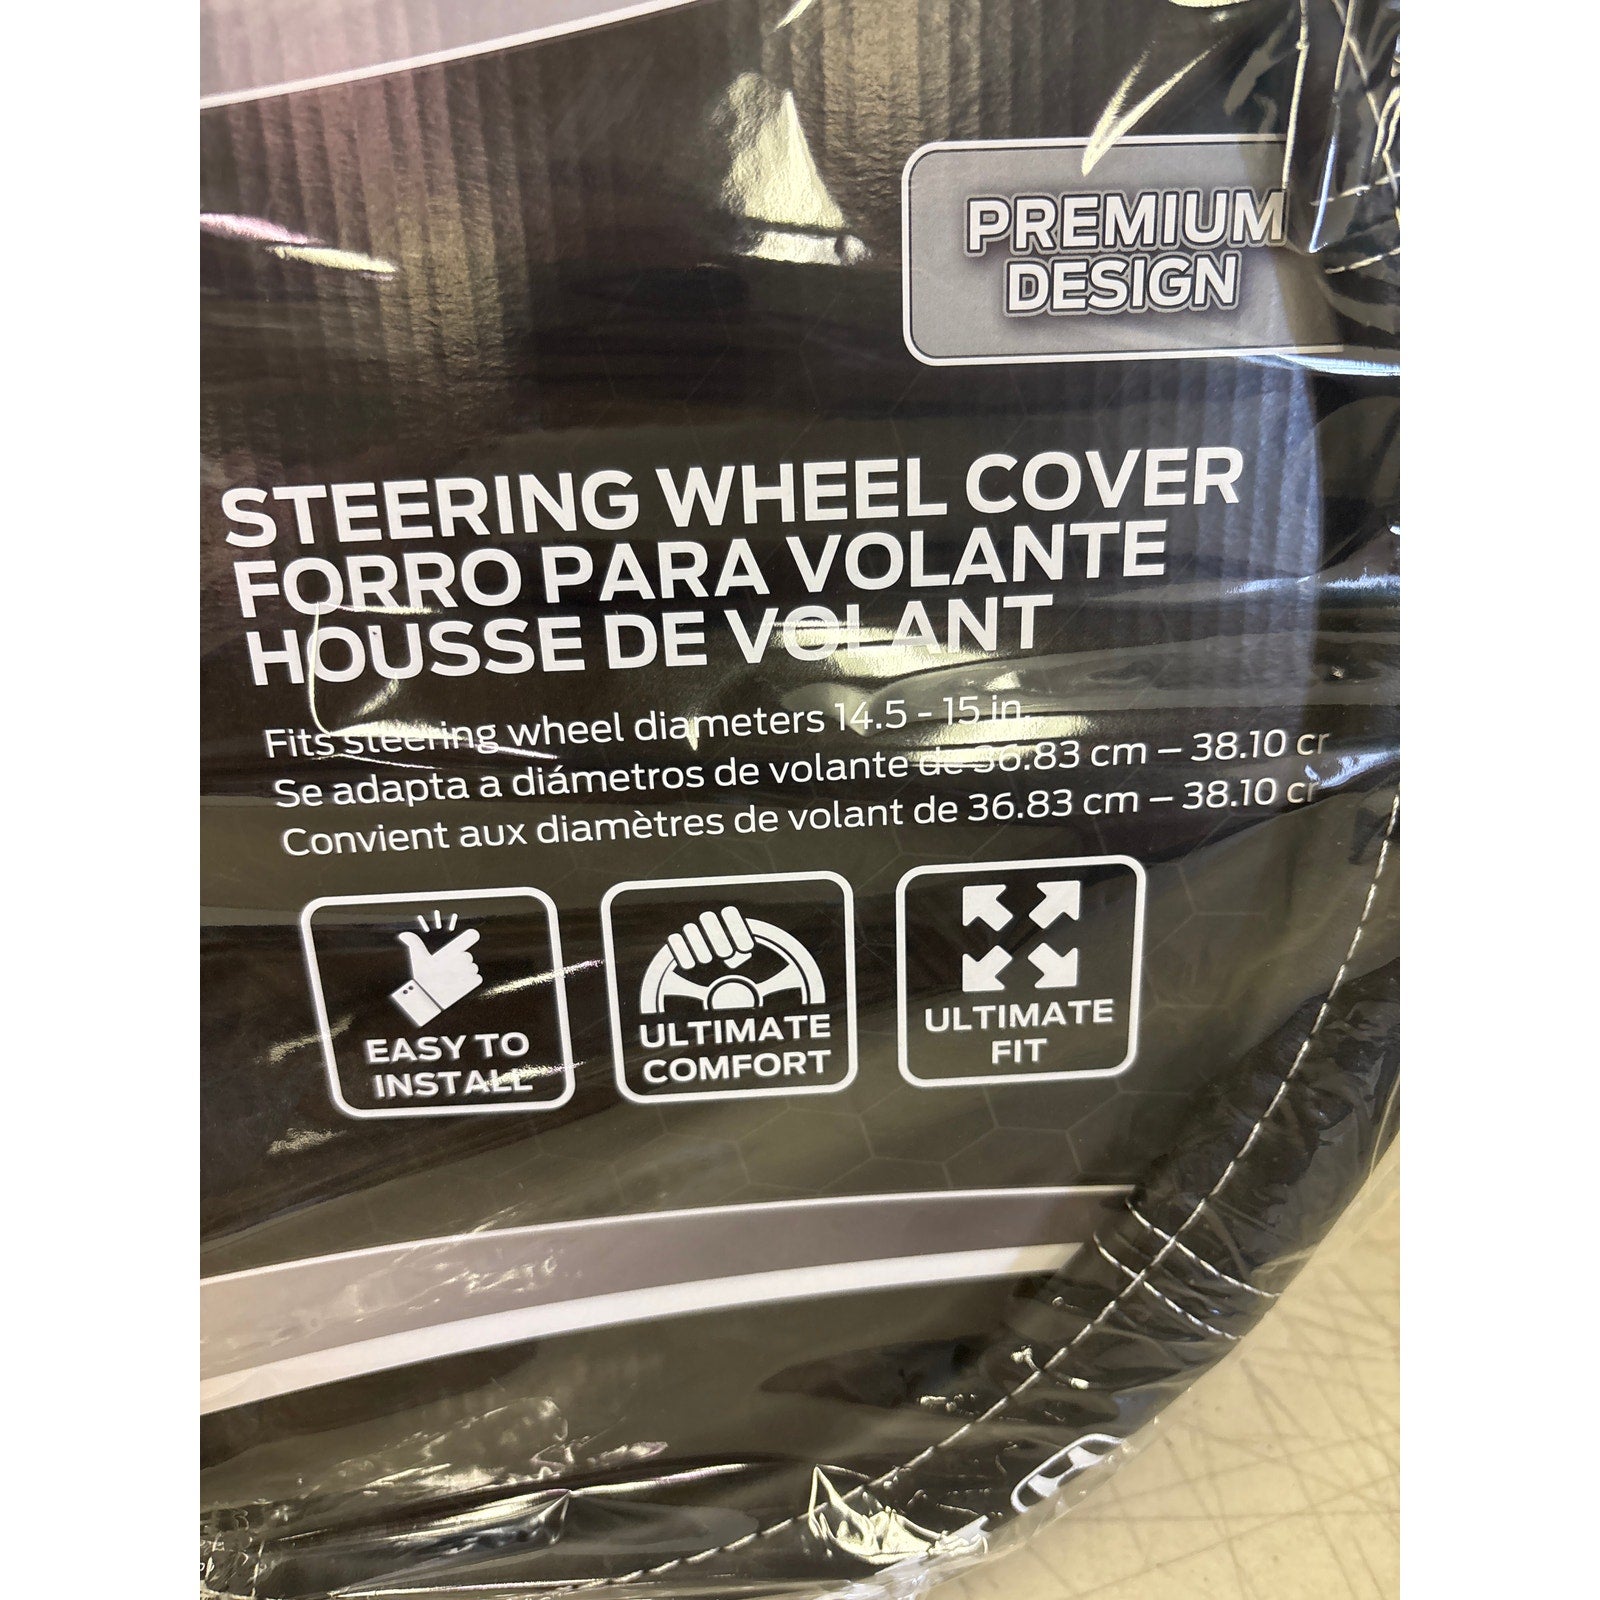 PREMIUM
DESIGN
STEERING WHEEL COVER
FORRO PARA VOLANTE
HOUSSE DE VOLANT
Fits steering wheel diameters 14.5 - 15 in.
Se adapta a diámetros de volante de 36.83 cm – 38.10 cr
Convient aux diamètres de volant de 36.83 cm – 38.10 cr
EASY TO
INSTALL
ULTIMATE
COMFORT
ULTIMATE
FIT